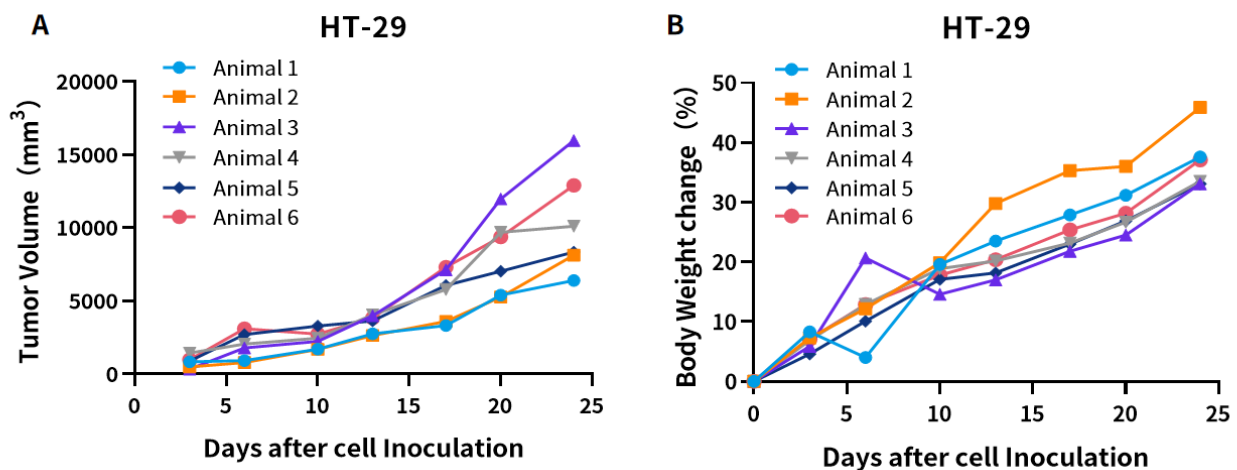 A
HT-29
Animal 1
Animal 2
Animal 3
Animal 4
Animal 5
Animal 6
Tumor Volume (mm³)
20000
15000
10000
5000
0
0 5 10 15 20 25
Days after cell Inoculation
B
HT-29
Animal 1
Animal 2
Animal 3
Animal 4
Animal 5
Animal 6
Body Weight change (%)
50
40
30
20
10
0
0 5 10 15 20 25
Days after cell Inoculation